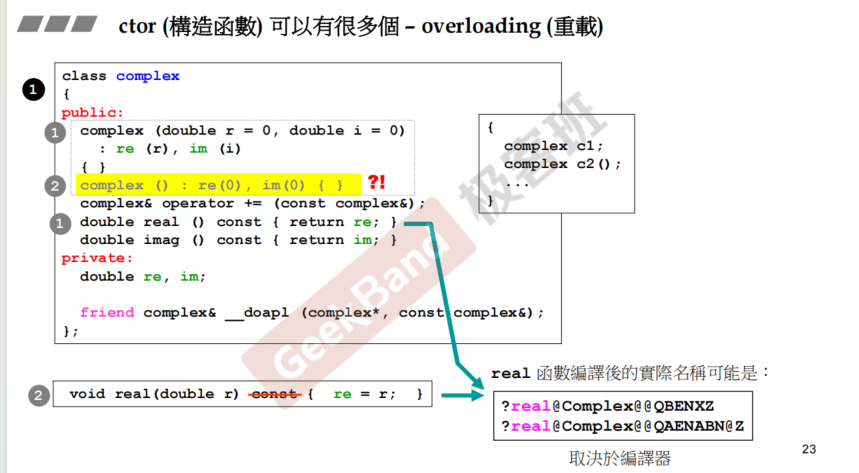 ctor (構造函數) 可以有很多個 – overloading (重載)
1
class complex
{
public:
1
complex (double r = 0, double i = 0)
: re (r), im (i)
{ }
2
complex () : re(0), im(0) { }
?!
complex& operator += (const complex&);
1
double real () const { return re; }
double imag () const { return im; }
private:
double re, im;
friend complex& __doapl (complex*, const complex&);
};
{
complex c1;
complex c2();
...
}
2
void real(double r) const { re = r; }
real 函數編譯後的實際名稱可能是：
?real@Complex@@QBENXZ
?real@Complex@@QAENABN@Z
取決於編譯器
GeekBand 极客班
23